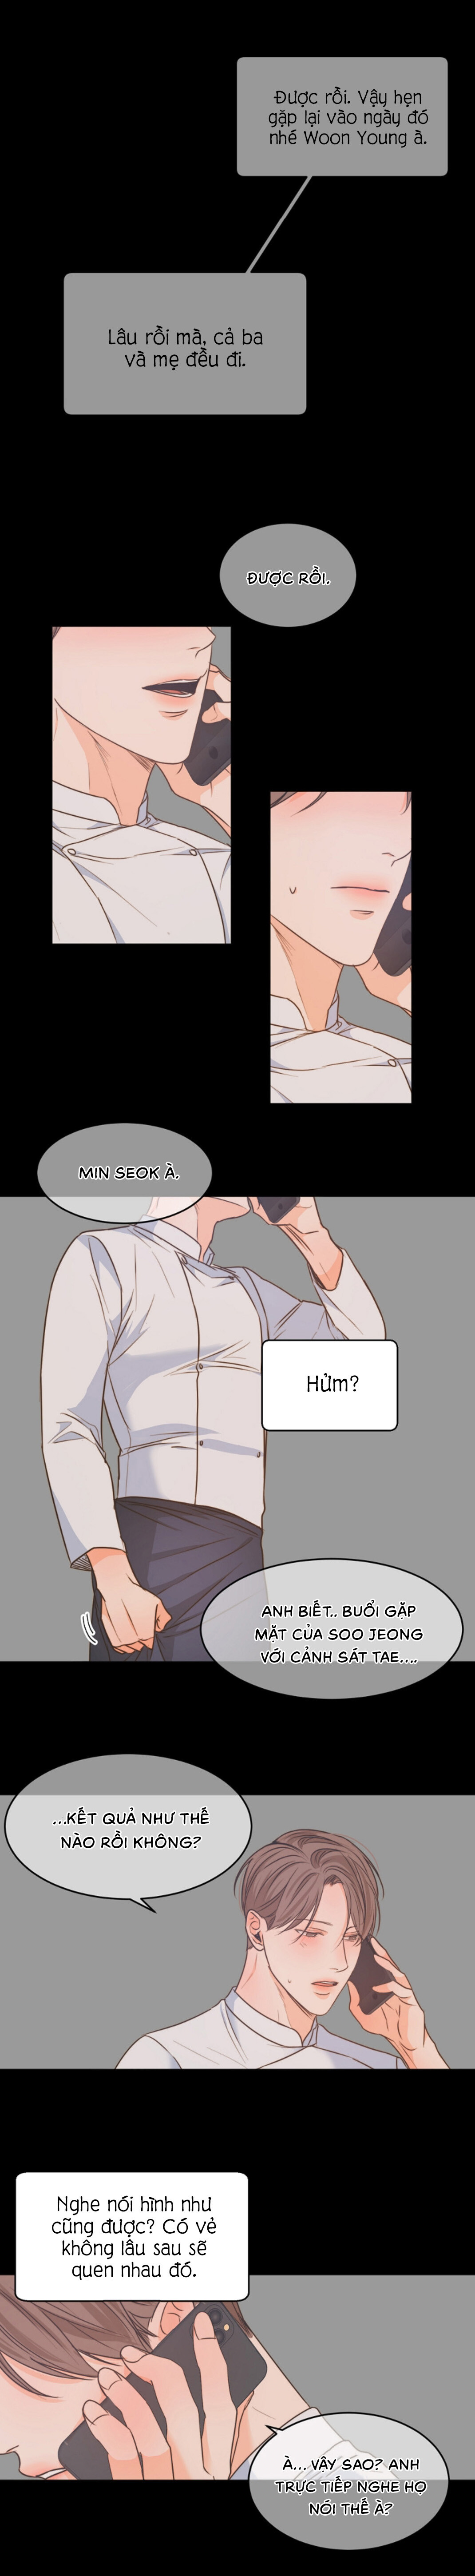 Được rồi. Vậy hẹn
gặp lại vào ngày đó
nhé Woon Young à.
Lâu rồi mà, cả ba
và mẹ đều đi.
ĐƯỢC RỒI.
MIN SEOK À.
Hửm?
ANH BIẾT.. BUỔI GẶP
MẶT CỦA SOO JEONG
VỚI CẢNH SÁT TAE....
...KẾT QUẢ NHƯ THẾ
NÀO RỒI KHÔNG?
Nghe nói hình như
cũng được? Có vẻ
không lâu sau sẽ
quen nhau đó.
À... VẬY SAO? ANH
TRỰC TIẾP NGHE HỌ
NÓI THẾ À?